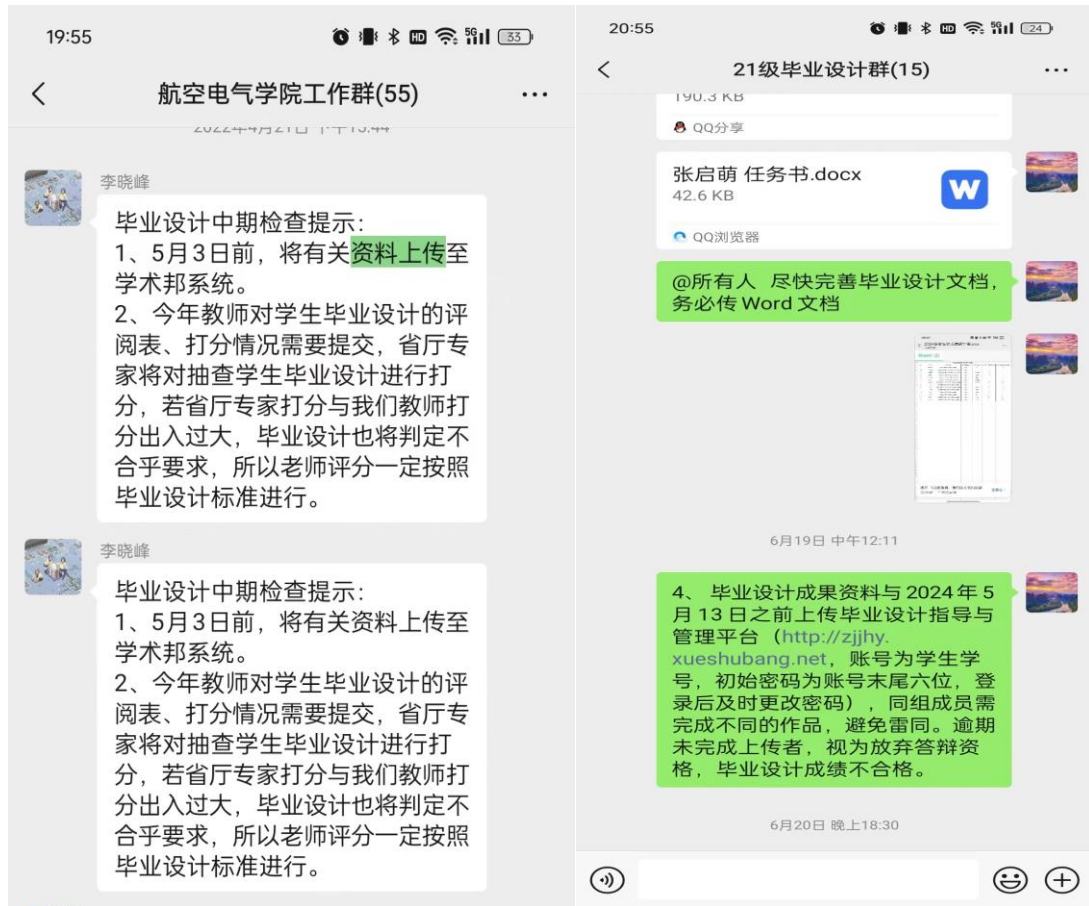 19:55
HD 5G 33
航空电气学院工作群(55)
2022年4月21日 下午15:44
李晓峰
毕业设计中期检查提示:
1、5月3日前，将有关资料上传至
学术邦系统。
2、今年教师对学生毕业设计的评
阅表、打分情况需要提交，省厅专
家将对抽查学生毕业设计进行打
分，若省厅专家打分与我们教师打
分出入过大，毕业设计也将判定不
合乎要求，所以老师评分一定按照
毕业设计标准进行。
李晓峰
毕业设计中期检查提示:
1、5月3日前，将有关资料上传至
学术邦系统。
2、今年教师对学生毕业设计的评
阅表、打分情况需要提交，省厅专
家将对抽查学生毕业设计进行打
分，若省厅专家打分与我们教师打
分出入过大，毕业设计也将判定不
合乎要求，所以老师评分一定按照
毕业设计标准进行。
20:55
HD 5G 24
21级毕业设计群(15)
190.3 KB
QQ分享
张启萌 任务书.docx
42.6 KB
W
QQ浏览器
@所有人 尽快完善毕业设计文档，
务必传 Word 文档
6月19日 中午12:11
4、 毕业设计成果资料与 2024 年 5
月 13 日之前上传毕业设计指导与
管理平台（http://zjjhy.
xueshubang.net，账号为学生学
号，初始密码为账号末尾六位，登
录后及时更改密码），同组成员需
完成不同的作品，避免雷同。逾期
未完成上传者，视为放弃答辩资
格，毕业设计成绩不合格。
6月20日 晚上18:30